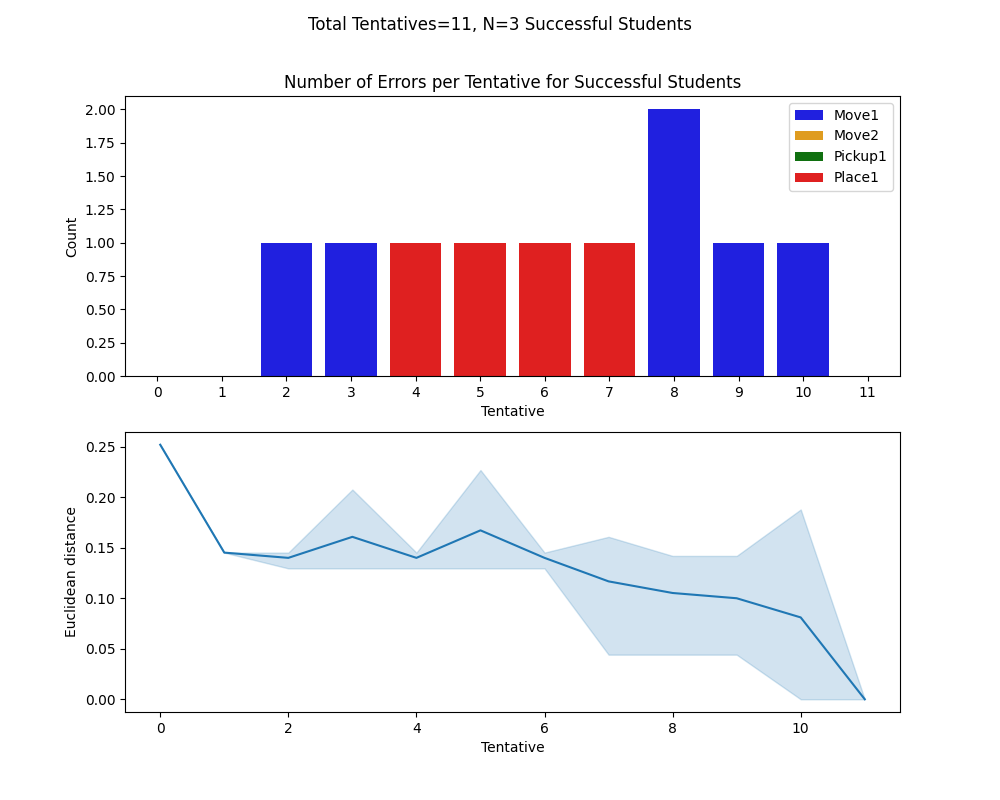 Total Tentatives=11, N=3 Successful Students
Number of Errors per Tentative for Successful Students
2.00
1.75
1.50
1.25
1.00
0.75
0.50
0.25
0.00
Count
Move1
Move2
Pickup1
Place1
0 1 2 3 4 5 6 7 8 9 10 11
Tentative
0.25
0.20
0.15
0.10
0.05
0.00
Euclidean distance
0 2 4 6 8 10
Tentative